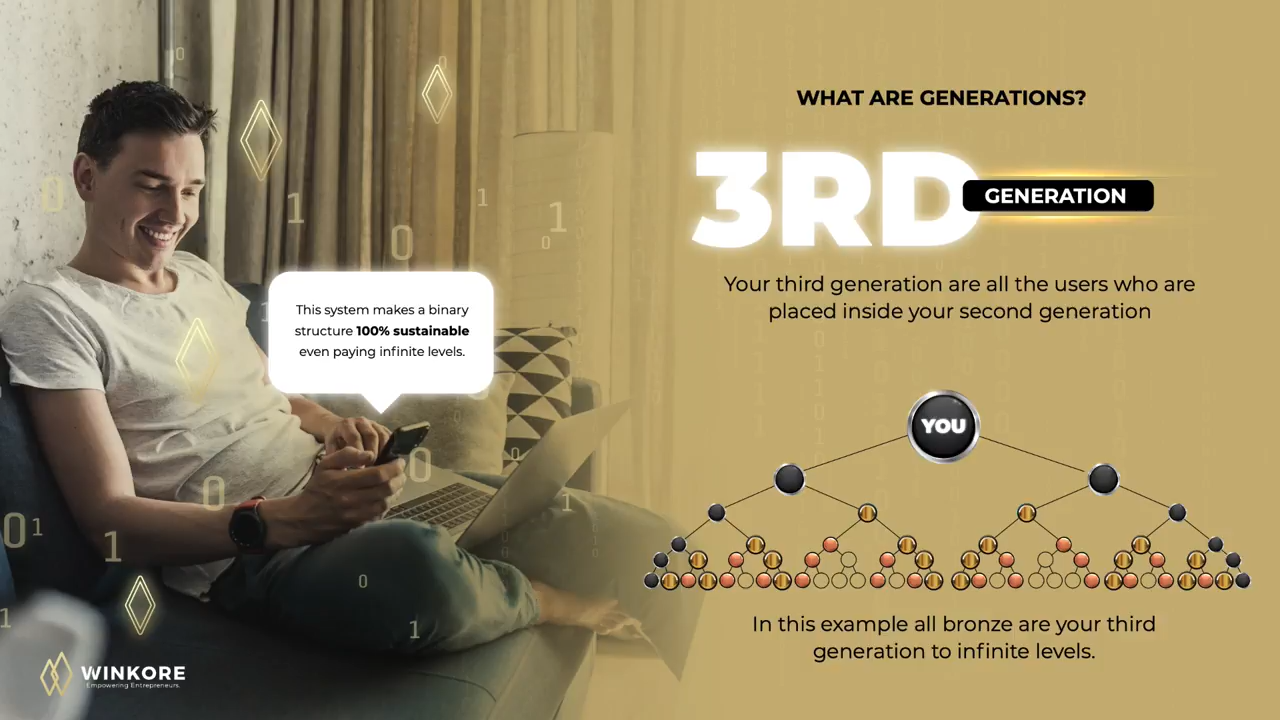 WHAT ARE GENERATIONS?
3RD
GENERATION
Your third generation are all the users who are
placed inside your second generation
This system makes a binary
structure 100% sustainable
even paying infinite levels.
YOU
In this example all bronze are your third
generation to infinite levels.
WINKORE
Empowering Entrepreneurs.